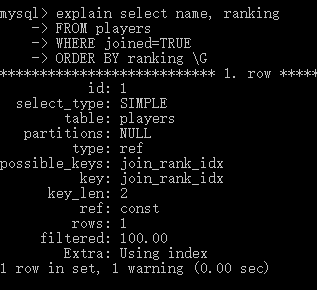 mysql> explain select name, ranking
    -> FROM players
    -> WHERE joined=TRUE
    -> ORDER BY ranking \G
*************************** 1. row *****
           id: 1
  select_type: SIMPLE
        table: players
   partitions: NULL
         type: ref
possible_keys: join_rank_idx
          key: join_rank_idx
      key_len: 2
          ref: const
         rows: 1
     filtered: 100.00
        Extra: Using index
1 row in set, 1 warning (0.00 sec)